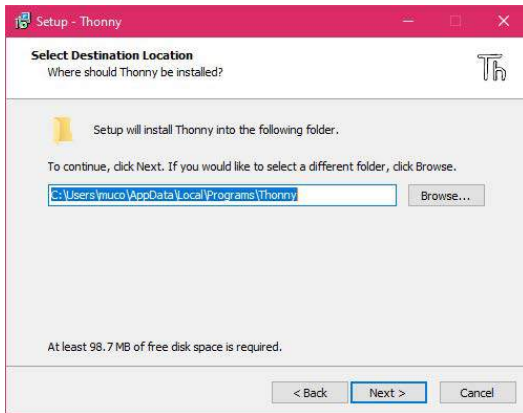 Setup - Thonny
Select Destination Location
Where should Thonny be installed?
Th
Setup will install Thonny into the following folder.
To continue, click Next. If you would like to select a different folder, click Browse.
C:\Users\muco\AppData\Local\Programs\Thonny
Browse...
At least 98.7 MB of free disk space is required.
< Back
Next >
Cancel